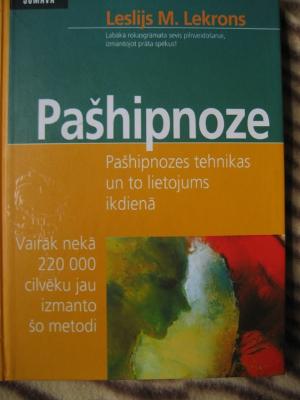 JUMAVA
Leslijs M. Lekrons
Labākā rokasgrāmata sevis pilnveidošanai,
izmantojot prāta spēkus!
Pašhipnoze
Pašhipnozes tehnikas
un to lietojums
ikdienā
Vairāk nekā
220 000
cilvēku jau
izmanto
šo metodi